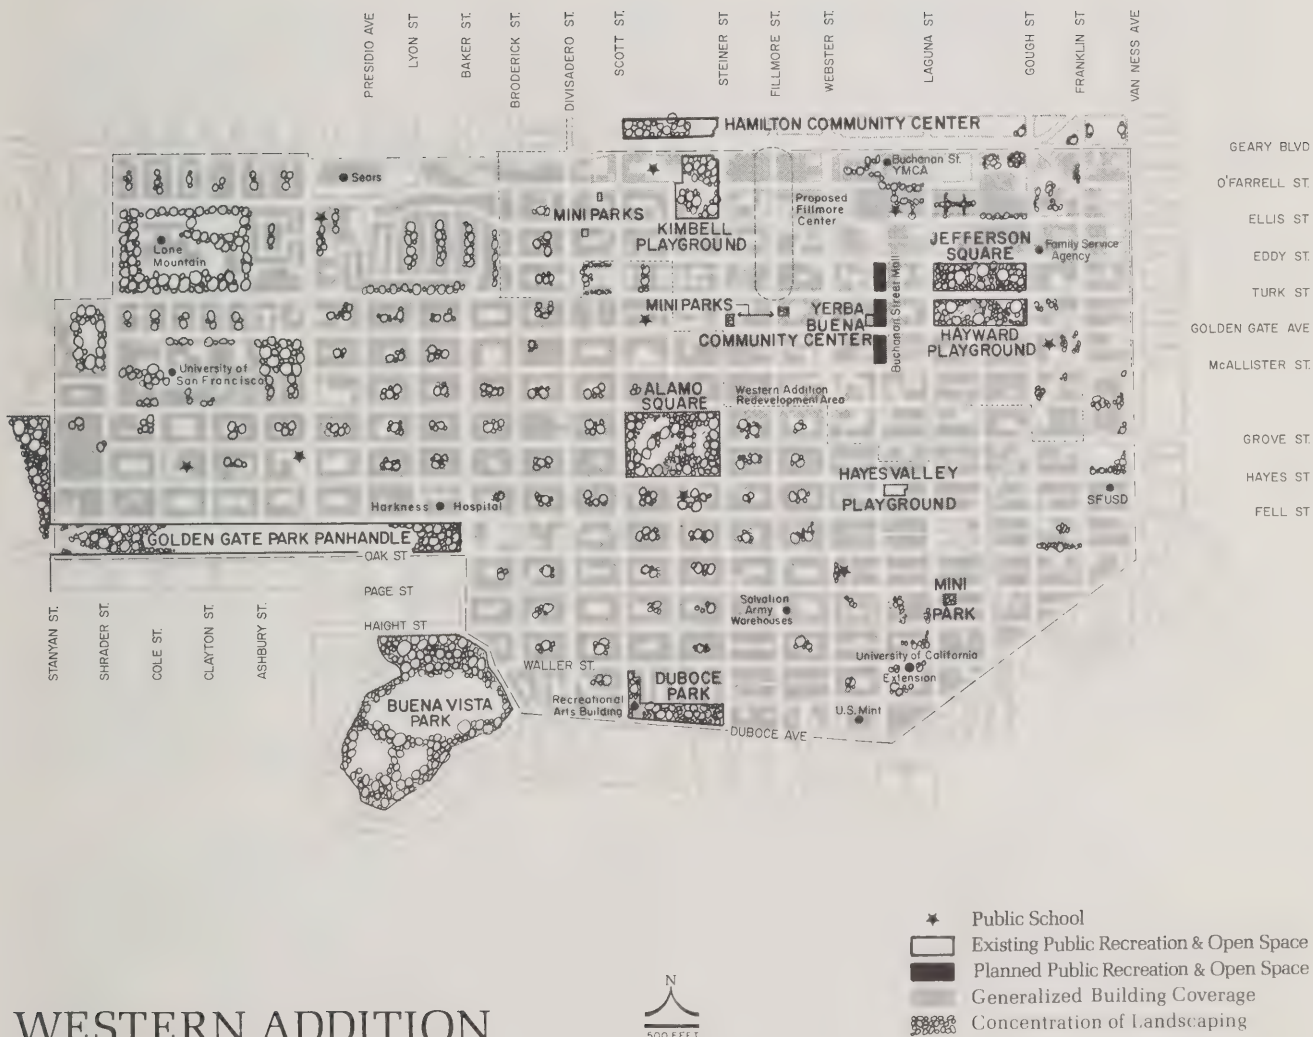 PRESIDIO AVE
LYON ST
BAKER ST.
BRODERICK ST.
DIVISADERO ST.
SCOTT ST.
STEINER ST.
FILLMORE ST.
WEBSTER ST.
LAGUNA ST
GOUGH ST
FRANKLIN ST
VAN NESS AVE
HAMILTON COMMUNITY CENTER
GEARY BLVD
O'FARRELL ST.
ELLIS ST
EDDY ST.
TURK ST
GOLDEN GATE AVE
McALLISTER ST.
GROVE ST.
HAYES ST
FELL ST
Sears
Buchanan St.
YMCA
MINI PARKS
KIMBELL
PLAYGROUND
Proposed
Fillmore
Center
Lone
Mountain
JEFFERSON
SQUARE
Family Service
Agency
Buchanan Street Mall
MINI PARKS
YERBA
BUENA
COMMUNITY CENTER
HAYWARD
PLAYGROUND
University of
San Francisco
ALAMO
SQUARE
Western Addition
Redevelopment Area
HAYES VALLEY
PLAYGROUND
SFUSD
Harkness Hospital
GOLDEN GATE PARK PANHANDLE
OAK ST
PAGE ST
HAIGHT ST
STANYAN ST.
SHRADER ST.
COLE ST.
CLAYTON ST.
ASHBURY ST.
MINI
PARK
Salvation
Army
Warehouses
University of California
Extension
WALLER ST.
DUBOCE
PARK
Recreational
Arts Building
BUENA VISTA
PARK
U.S. Mint
DUBOCE AVE
Public School
Existing Public Recreation & Open Space
Planned Public Recreation & Open Space
Generalized Building Coverage
Concentration of Landscaping
N
500 FEET
WESTERN ADDITION